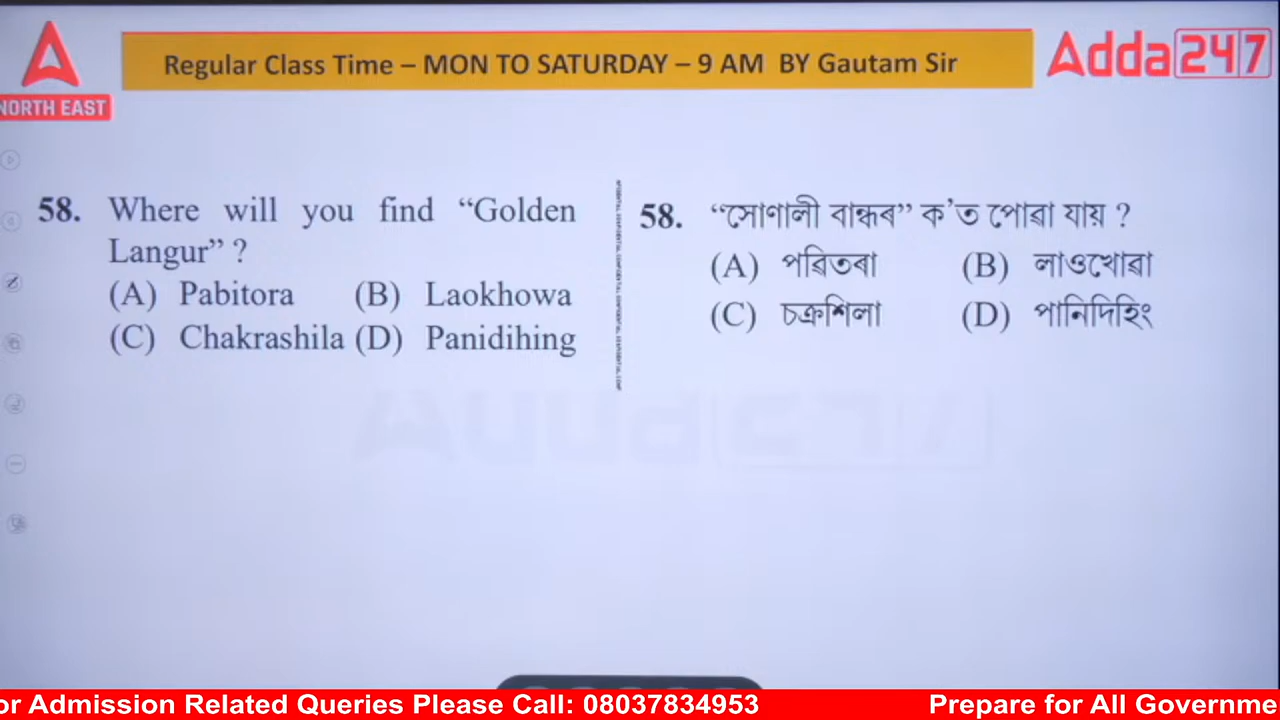 NORTH EAST
Regular Class Time – MON TO SATURDAY – 9 AM BY Gautam Sir
Adda247
58. Where will you find “Golden
Langur” ?
(A) Pabitora (B) Laokhowa
(C) Chakrashila (D) Panidihing
58. “সোণালী বান্ধৰ” ক’ত পোৱা যায় ?
(A) পৱিতৰা (B) লাওখোৱা
(C) চক্ৰশিলা (D) পানিদিহিং
or Admission Related Queries Please Call: 08037834953
Prepare for All Governme